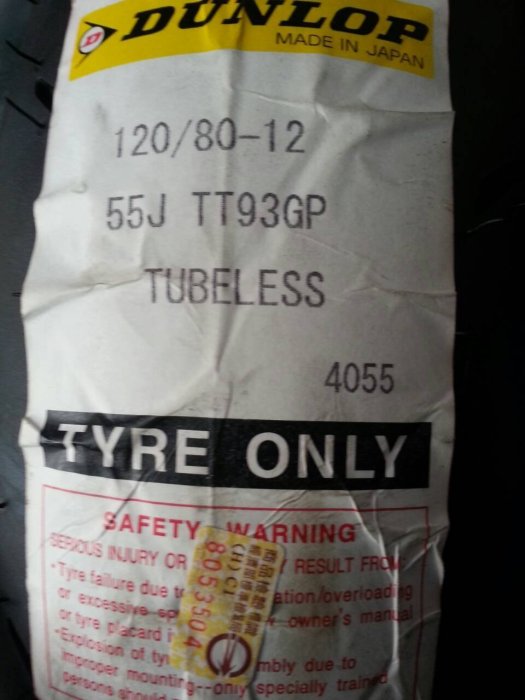 D DUNLOP
MADE IN JAPAN
120/80-12
55J TT93GP
TUBELESS
4055
TYRE ONLY
SAFETY WARNING
SERIOUS INJURY OR RESULT FROM
*Tyre failure due to ation/overloading
or excessive owner's manual
or tyre placard
*Explosion of mbly due to
improper mounting--only specially trained
persons should
8053504